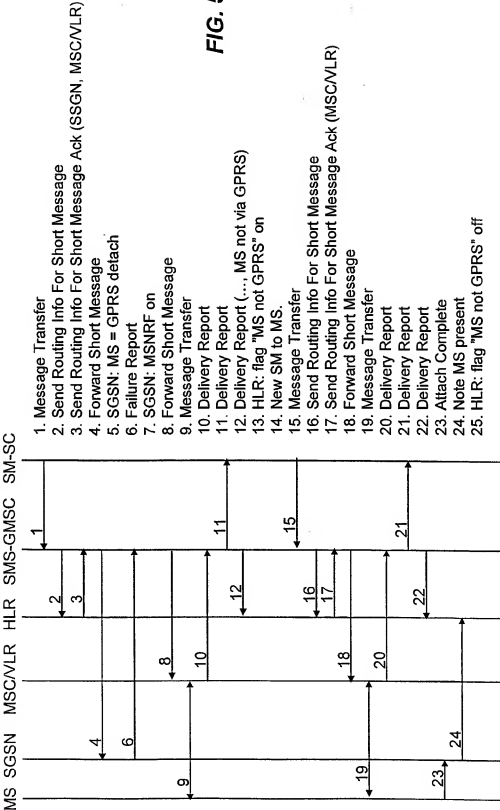 MS SGSN MSC/VLR HLR SMS-GMSC SM-SC
1
2
3
4
6
8
9
10
11
12
15
16
17
18
19
20
21
22
23
24
1. Message Transfer
2. Send Routing Info For Short Message
3. Send Routing Info For Short Message Ack (SSGN, MSC/VLR)
4. Forward Short Message
5. SGSN: MS = GPRS detach
6. Failure Report
7. SGSN: MSNRF on
8. Forward Short Message
9. Message Transfer
10. Delivery Report
11. Delivery Report
12. Delivery Report (..., MS not via GPRS)
13. HLR: flag "MS not GPRS" on
14. New SM to MS.
15. Message Transfer
16. Send Routing Info For Short Message
17. Send Routing Info For Short Message Ack (MSC/VLR)
18. Forward Short Message
19. Message Transfer
20. Delivery Report
21. Delivery Report
22. Delivery Report
23. Attach Complete
24. Note MS present
25. HLR: flag "MS not GPRS" off
FIG.